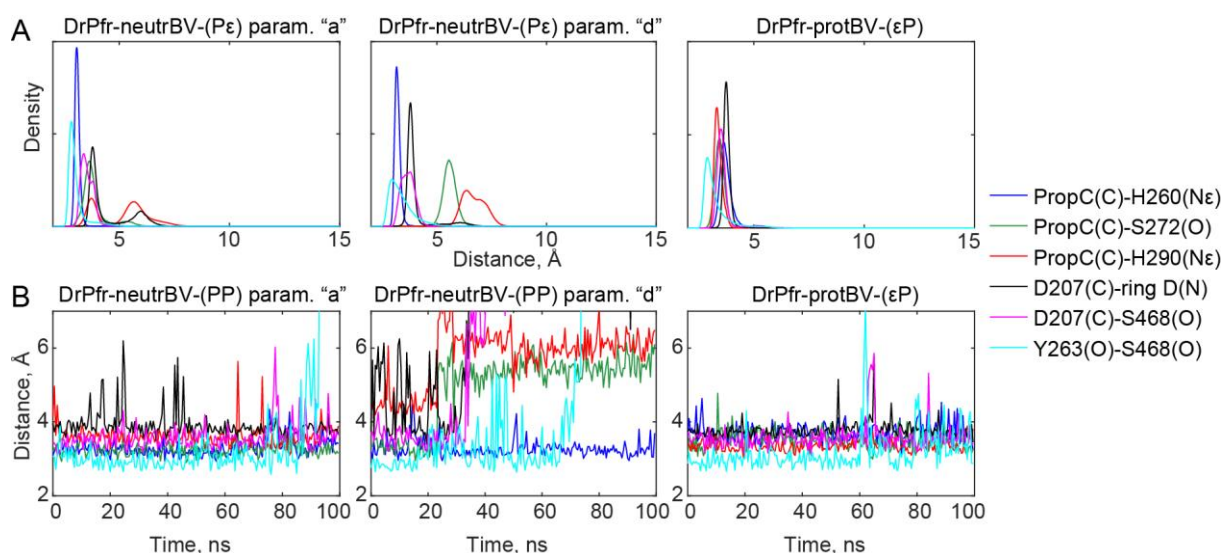 A
DrPfr-neutrBV-(Pε) param. “a”
DrPfr-neutrBV-(Pε) param. “d”
DrPfr-protBV-(εP)
Density
5 10 15
5 10 15
5 10 15
Distance, Å
PropC(C)-H260(Nε)
PropC(C)-S272(O)
PropC(C)-H290(Nε)
D207(C)-ring D(N)
D207(C)-S468(O)
Y263(O)-S468(O)
B
DrPfr-neutrBV-(PP) param. “a”
DrPfr-neutrBV-(PP) param. “d”
DrPfr-protBV-(εP)
Distance, Å
6
4
2
6
4
2
6
4
2
0 20 40 60 80 100
0 20 40 60 80 100
0 20 40 60 80 100
Time, ns
Time, ns
Time, ns